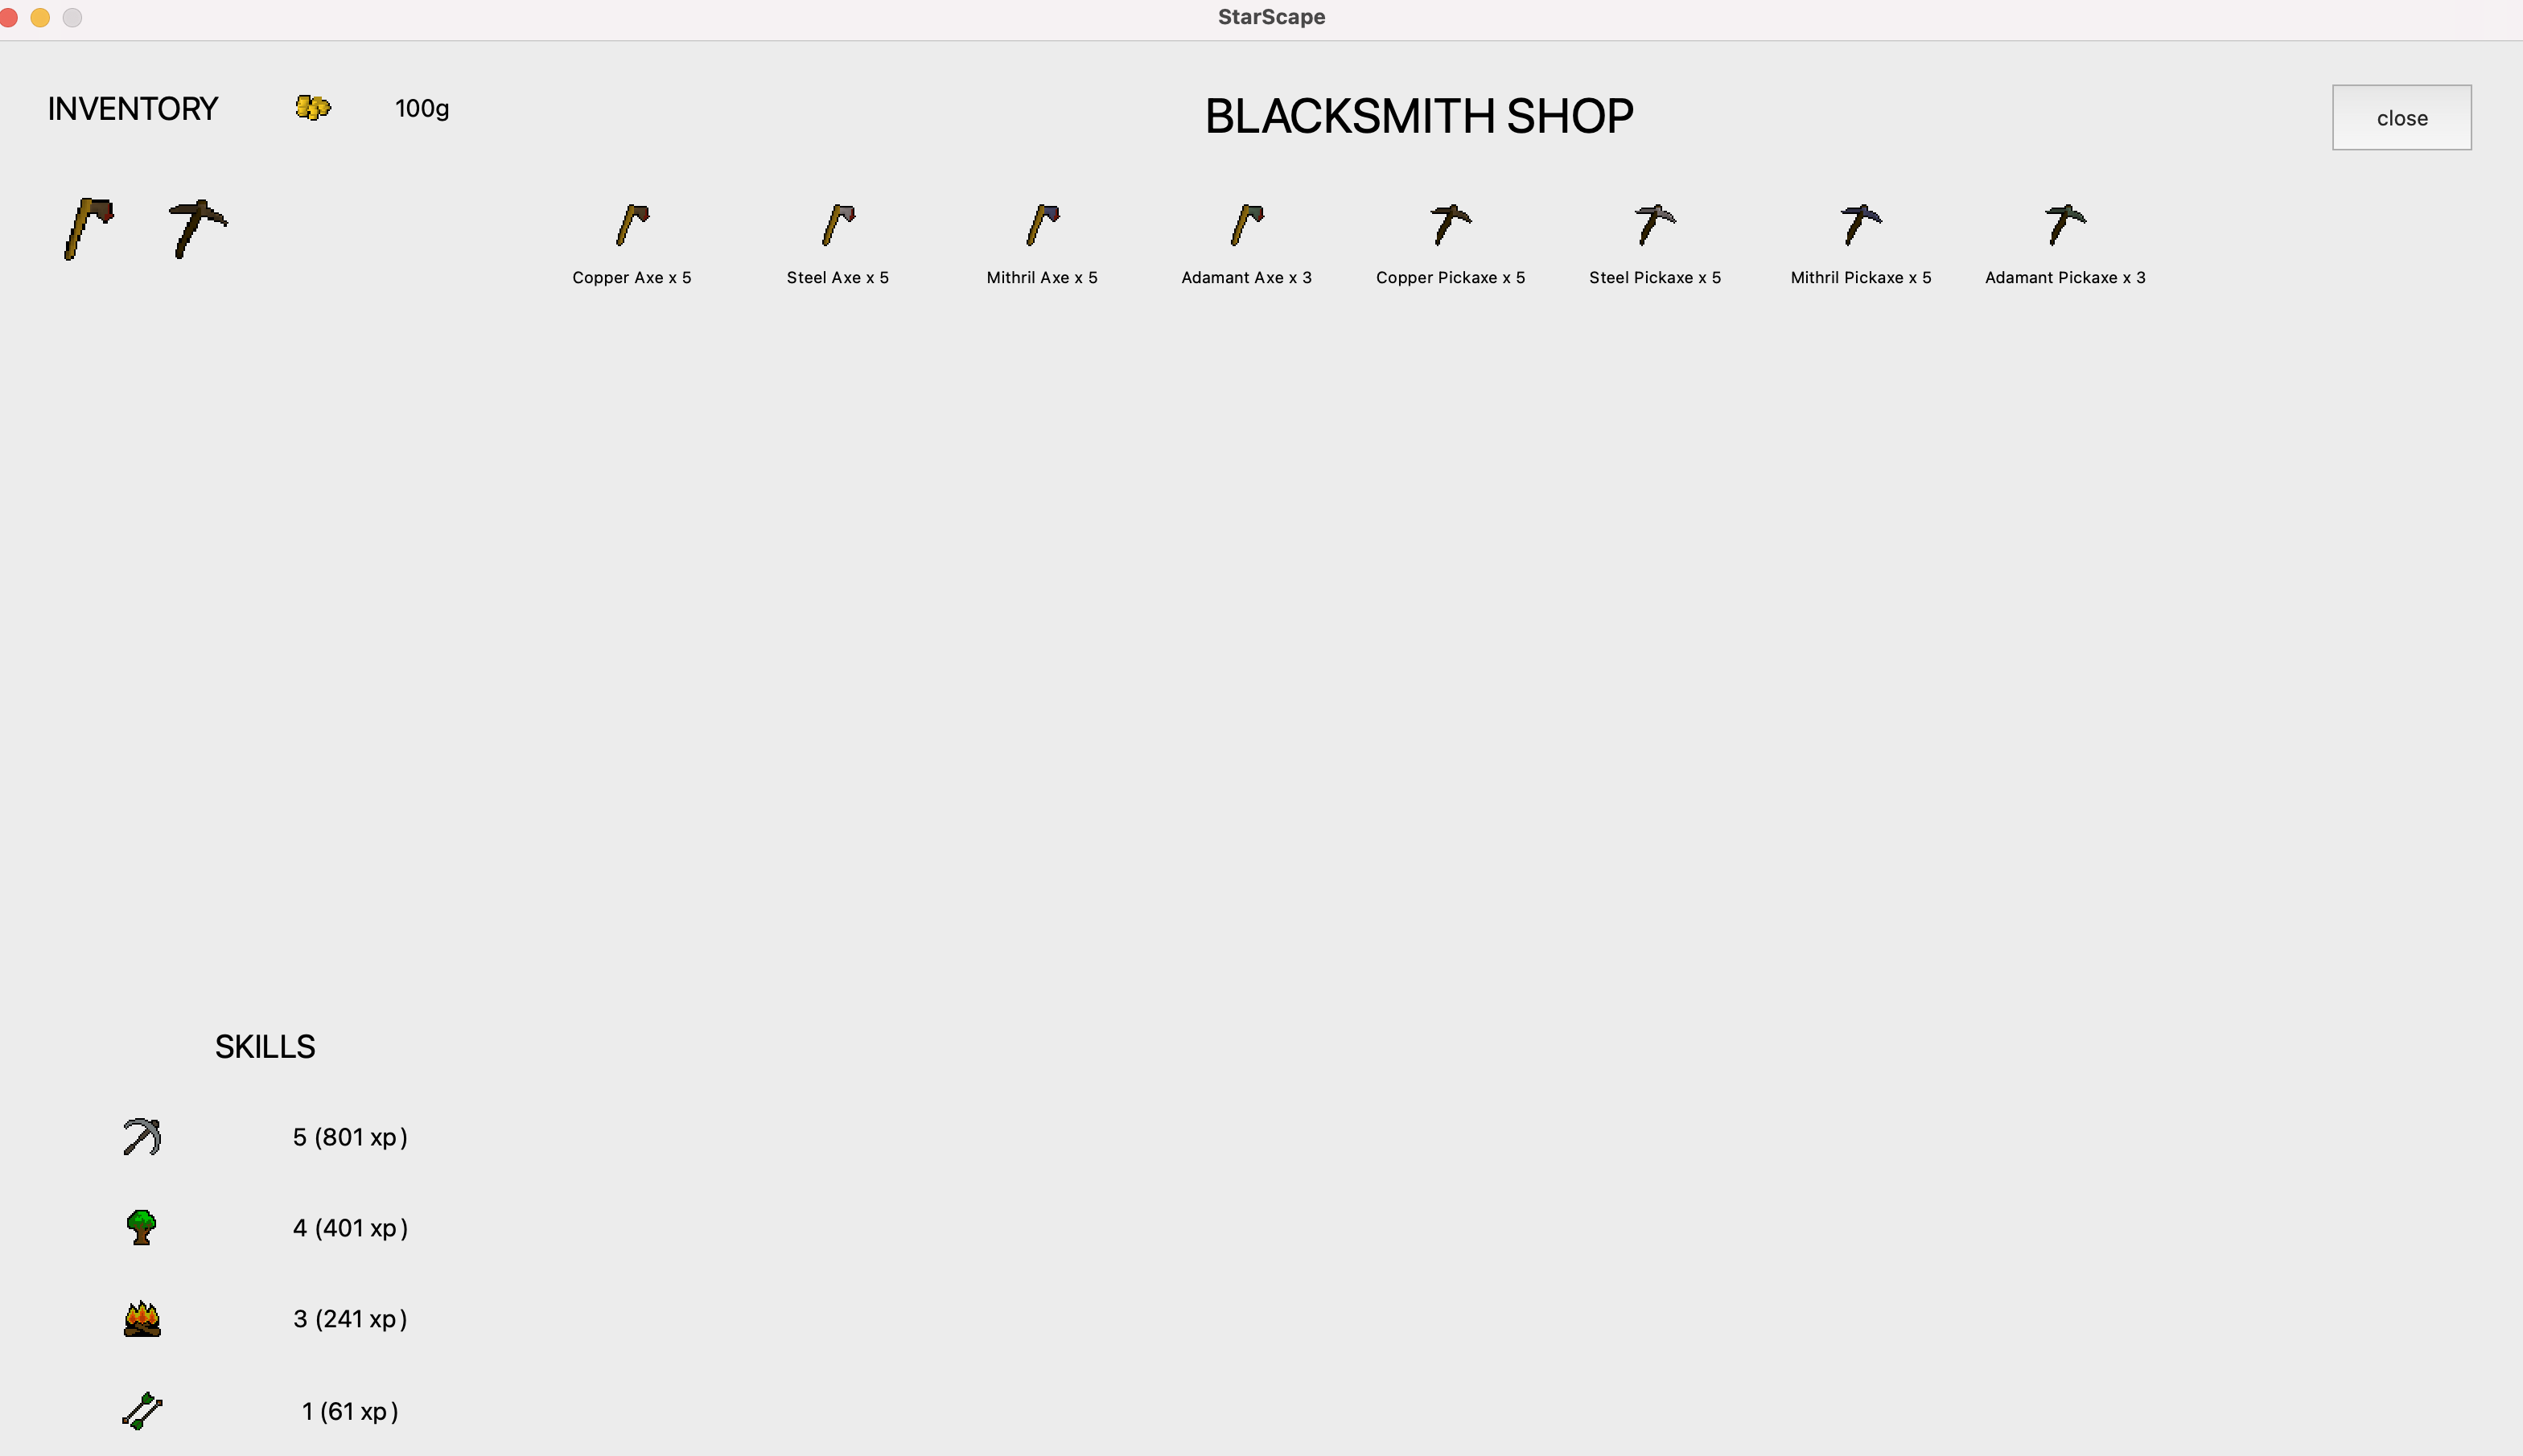 StarScape
INVENTORY 100g
BLACKSMITH SHOP
close
Copper Axe x 5
Steel Axe x 5
Mithril Axe x 5
Adamant Axe x 3
Copper Pickaxe x 5
Steel Pickaxe x 5
Mithril Pickaxe x 5
Adamant Pickaxe x 3
SKILLS
5 (801 xp)
4 (401 xp)
3 (241 xp)
1 (61 xp)